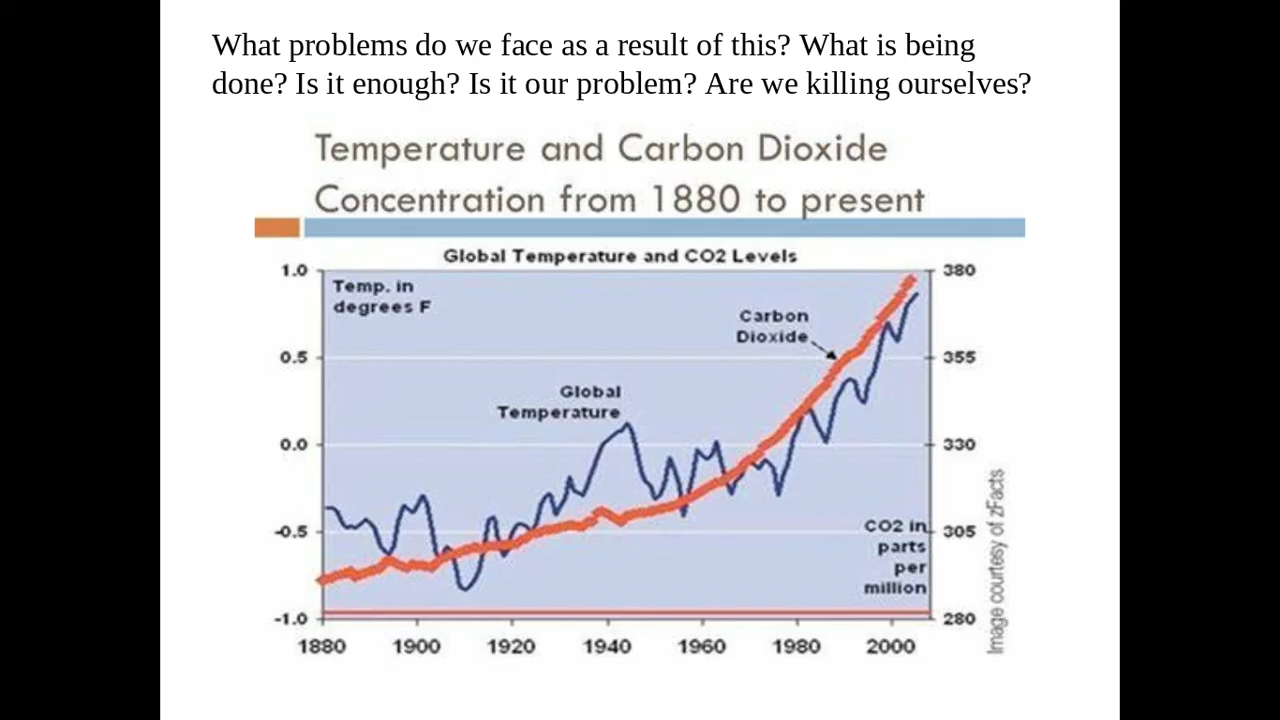 What problems do we face as a result of this? What is being
done? Is it enough? Is it our problem? Are we killing ourselves?
Temperature and Carbon Dioxide
Concentration from 1880 to present
Global Temperature and CO2 Levels
1.0
0.5
0.0
-0.5
-1.0
Temp. in
degrees F
Global
Temperature
Carbon
Dioxide
CO2 in
parts
per
million
380
355
330
305
280
1880 1900 1920 1940 1960 1980 2000
Image courtesy of zFacts